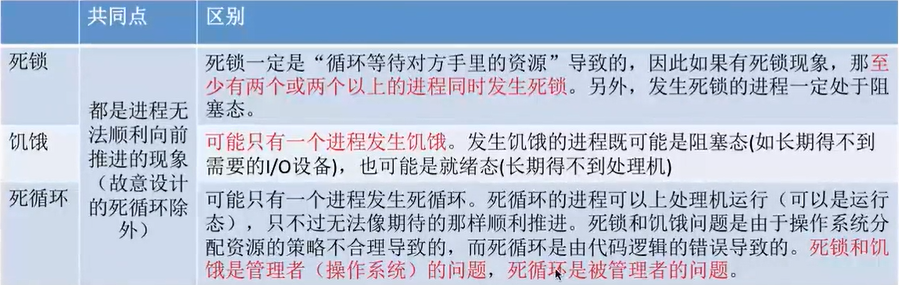 共同点
区别
死锁
都是进程无
法顺利向前
推进的现象
（故意设计
的死循环除
外）
死锁一定是“循环等待对方手里的资源”导致的，因此如果有死锁现象，那至
少有两个或两个以上的进程同时发生死锁。另外，发生死锁的进程一定处于阻
塞态。
饥饿
可能只有一个进程发生饥饿。发生饥饿的进程既可能是阻塞态(如长期得不到
需要的I/O设备)，也可能是就绪态(长期得不到处理机)
死循环
可能只有一个进程发生死循环。死循环的进程可以上处理机运行（可以是运行
态），只不过无法像期待的那样顺利推进。死锁和饥饿问题是由于操作系统分
配资源的策略不合理导致的，而死循环是由代码逻辑的错误导致的。死锁和饥
饿是管理者（操作系统）的问题，死循环是被管理者的问题。